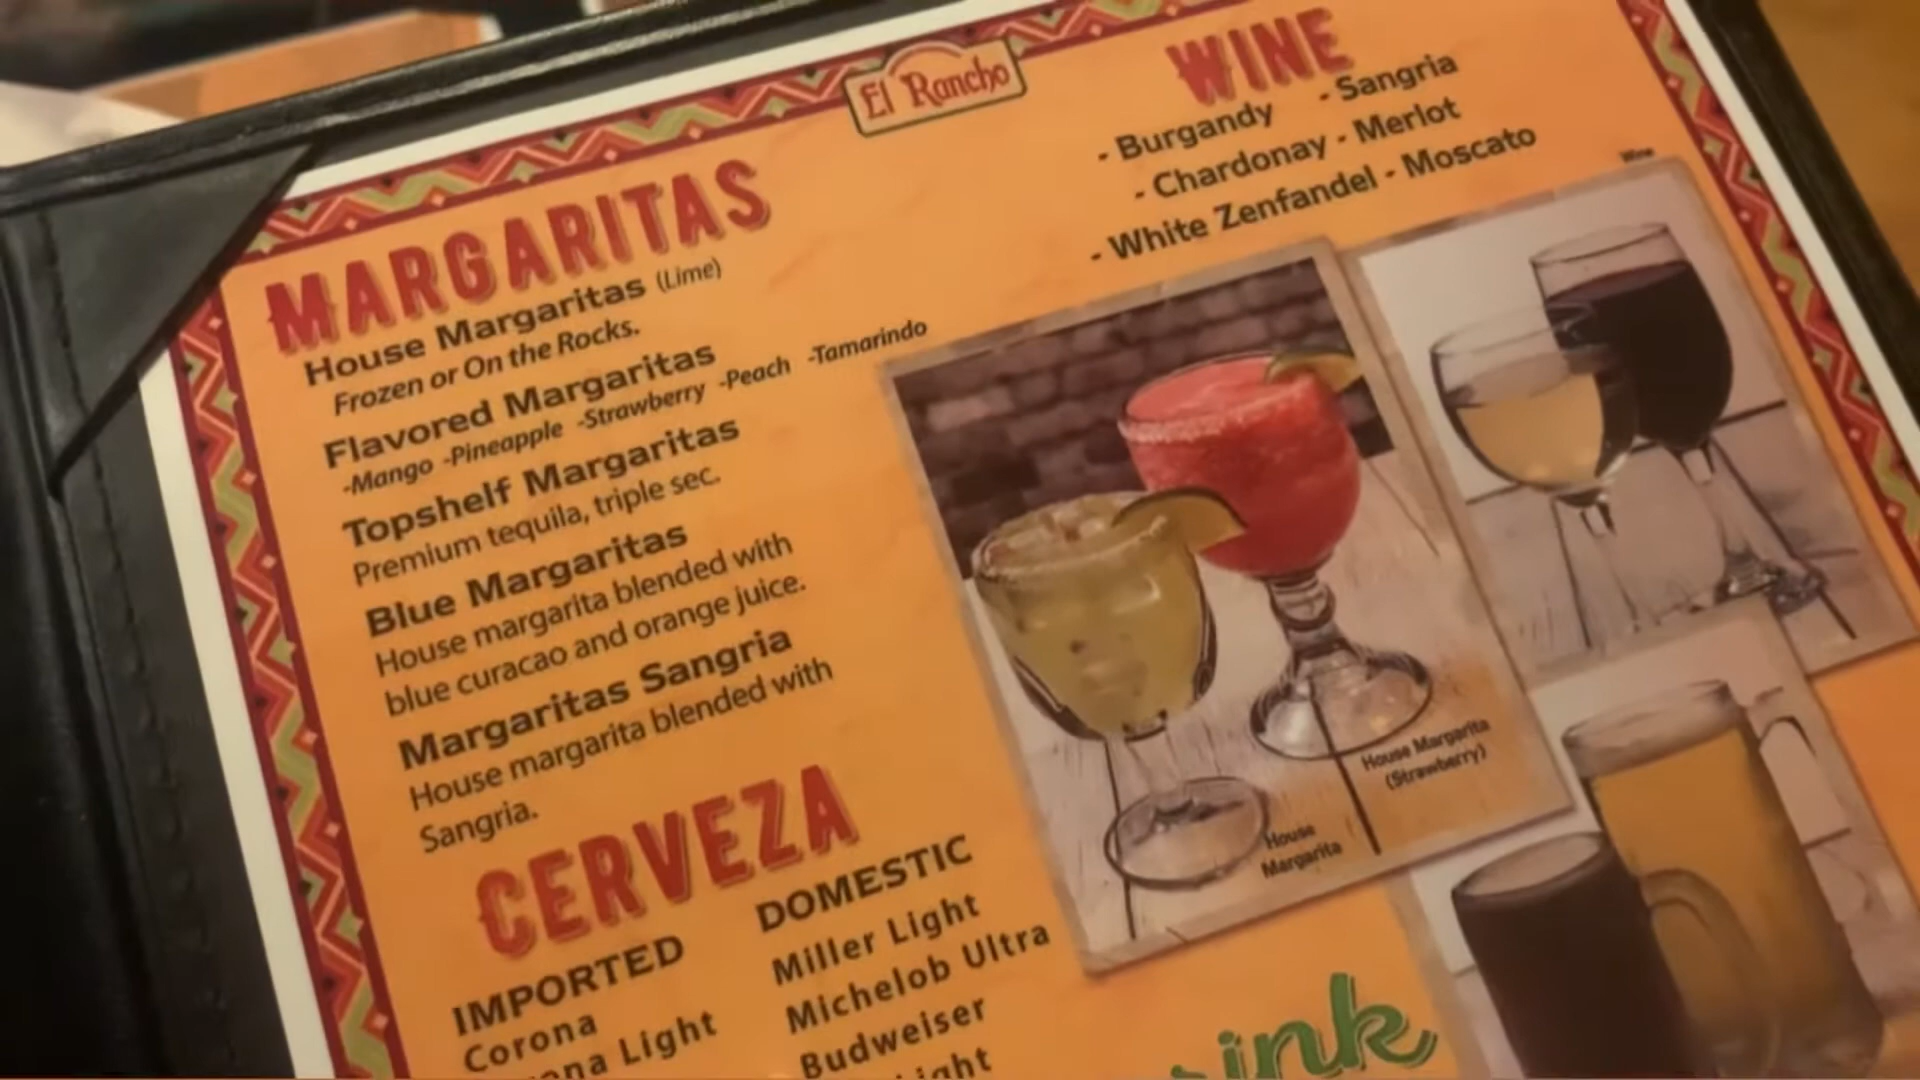 El Rancho
MARGARITAS
House Margaritas (Lime)
Frozen or On the Rocks.
Flavored Margaritas
-Mango -Pineapple -Strawberry -Peach -Tamarindo
Topshelf Margaritas
Premium tequila, triple sec.
Blue Margaritas
House margarita blended with
blue curacao and orange juice.
Margaritas Sangria
House margarita blended with
Sangria.
CERVEZA
IMPORTED
Corona
Light
DOMESTIC
Miller Light
Michelob Ultra
Budweiser
WINE
- Burgandy - Sangria
- Chardonay - Merlot
- White Zenfandel - Moscato
Wine
House Margarita
(Strawberry)
House
Margarita